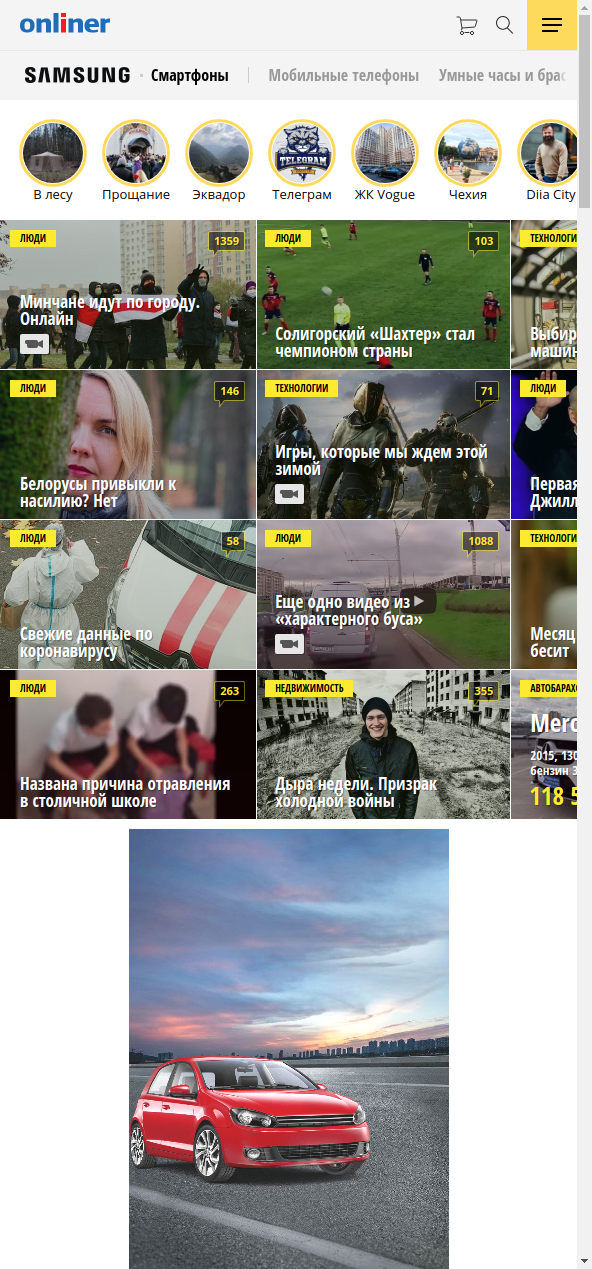 onliner
SAMSUNG Смартфоны
Мобильные телефоны
Умные часы и брас
В лесу
Прощание
Эквадор
Телеграм
ЖК Vogue
Чехия
Diia City
TELEGRAM
ЛЮДИ
1359
Минчане идут по городу.
Онлайн
ЛЮДИ
103
Солигорский «Шахтер» стал
чемпионом страны
ТЕХНОЛОГИ
Выбир
машин
ЛЮДИ
146
Белорусы привыкли к
насилию? Нет
ТЕХНОЛОГИИ
71
Игры, которые мы ждем этой
зимой
ЛЮДИ
Первая
Джилл
ЛЮДИ
58
Свежие данные по
коронавирусу
ЛЮДИ
1088
Еще одно видео из
«характерного буса»
ТЕХНОЛОГИ
Месяц
бесит
ЛЮДИ
263
Названа причина отравления
в столичной школе
НЕДВИЖИМОСТЬ
355
Дыра недели. Призрак
холодной войны
АВТОБАРАХО
Merc
2015, 130
бензин 3
118 5